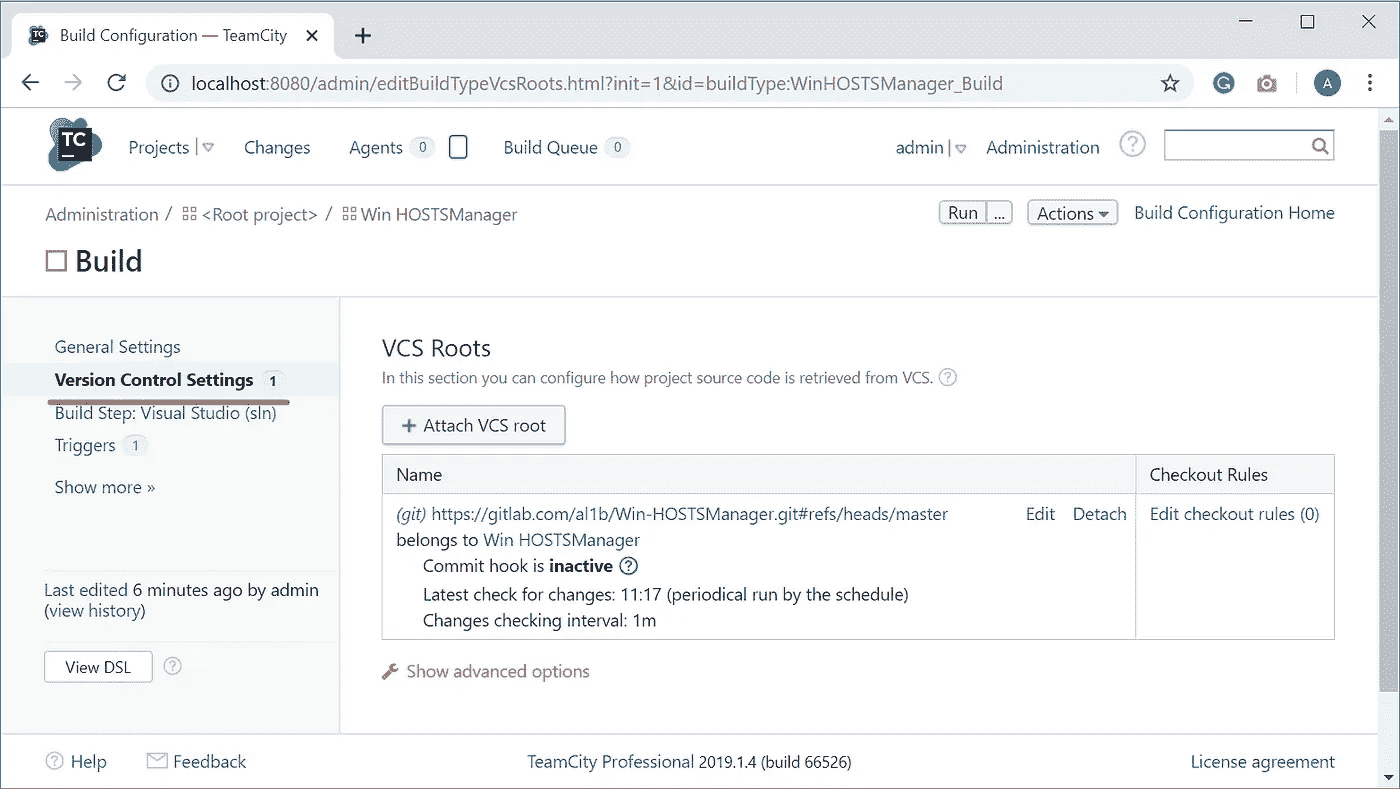 TC Build Configuration — TeamCity
localhost:8080/admin/editBuildTypeVcsRoots.html?init=1&id=buildType:WinHOSTSManager_Build A
TC Projects Changes Agents 0 Build Queue 0 admin Administration ?
Administration / <Root project> / Win HOSTSManager Run ... Actions Build Configuration Home
Build
General Settings
Version Control Settings 1
Build Step: Visual Studio (sln)
Triggers 1
Show more »
Last edited 6 minutes ago by admin
(view history)
View DSL ?
VCS Roots
In this section you can configure how project source code is retrieved from VCS. ?
+ Attach VCS root
Name Checkout Rules
(git) https://gitlab.com/al1b/Win-HOSTSManager.git#refs/heads/master Edit Detach Edit checkout rules (0)
belongs to Win HOSTSManager
Commit hook is inactive ?
Latest check for changes: 11:17 (periodical run by the schedule)
Changes checking interval: 1m
Show advanced options
? Help Feedback TeamCity Professional 2019.1.4 (build 66526) License agreement